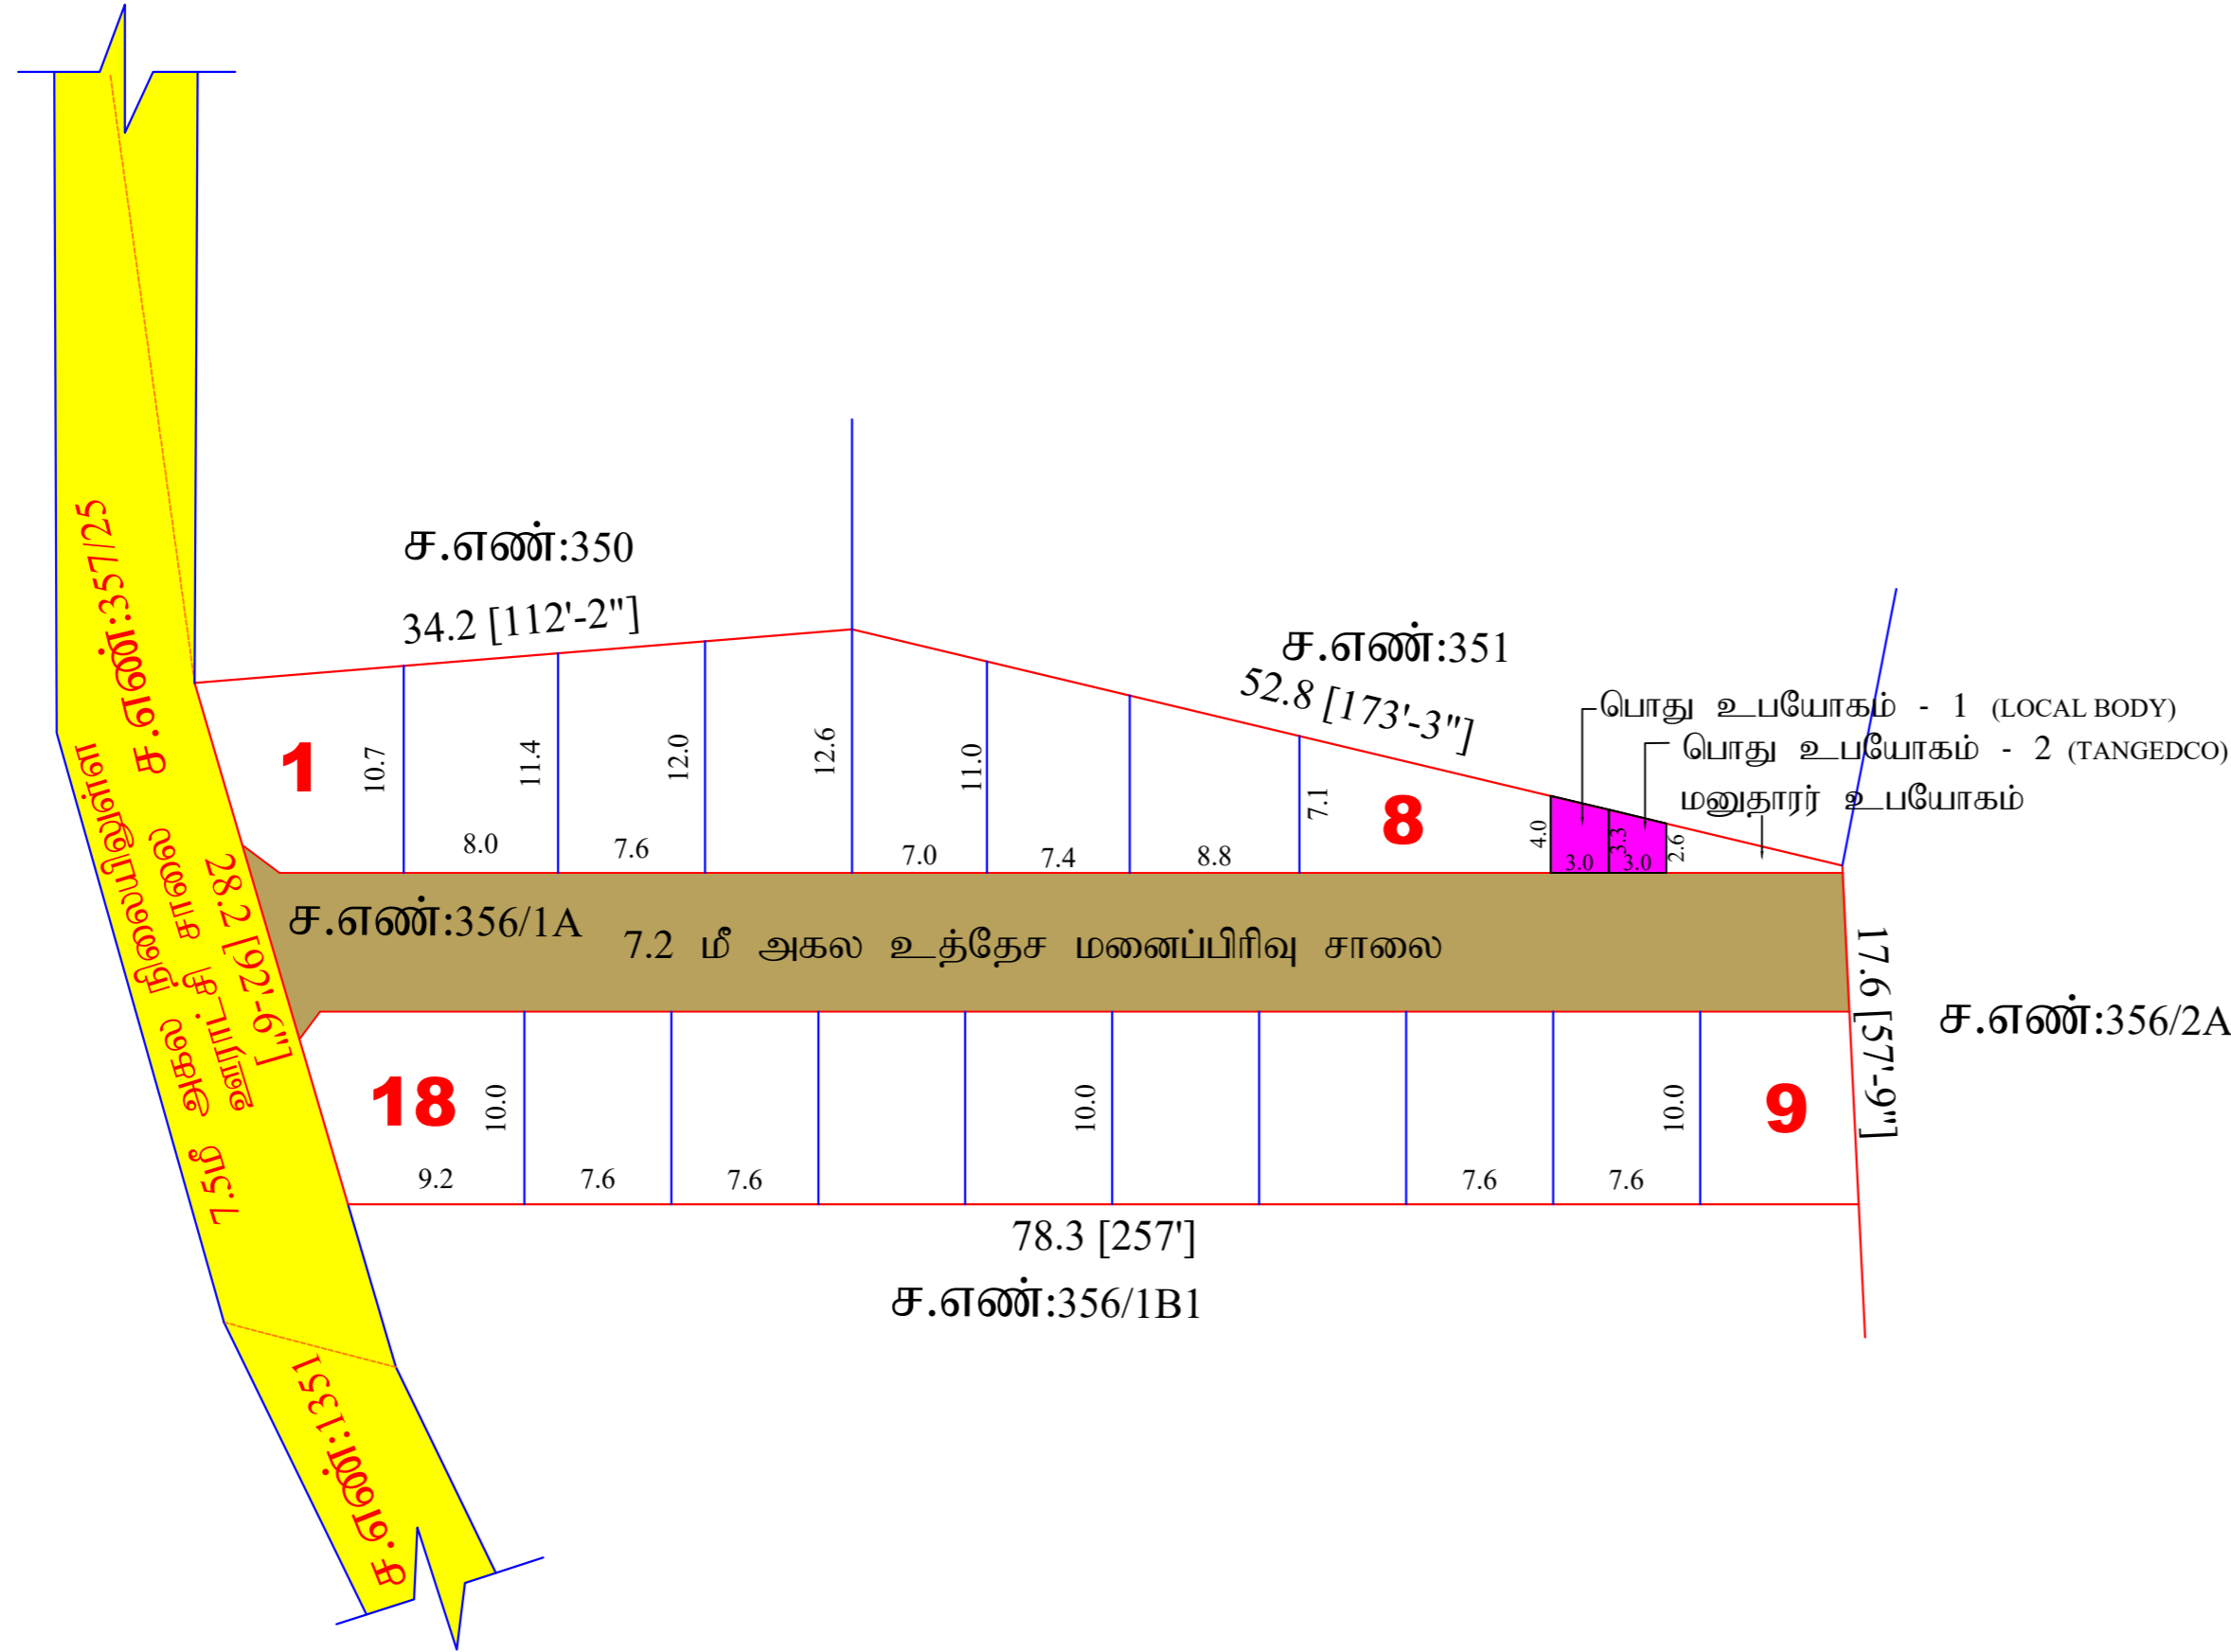 ச.எண்:350
34.2 [112'-2"]
ச.எண்:351
52.8 [173'-3"]
பொது உபயோகம் - 1 (LOCAL BODY)
பொது உபயோகம் - 2 (TANGEDCO)
மனுதாரர் உபயோகம்
ச.எண்:357/25
7.5மீ அகல நிலையிலுள்ள
ஊராட்சி சாலை
28.2 [92'-6"]
1
10.7
8.0
11.4
7.6
12.0
12.6
7.0
11.0
7.4
8.8
7.1
8
4.0
3.0
3.3
3.0
2.6
ச.எண்:356/1A
7.2 மீ அகல உத்தேச மனைப்பிரிவு சாலை
17.6 [57'-9"]
ச.எண்:356/2A
18
10.0
9.2
7.6
7.6
10.0
7.6
7.6
10.0
9
78.3 [257']
ச.எண்:356/1B1
ச.எண்:1351